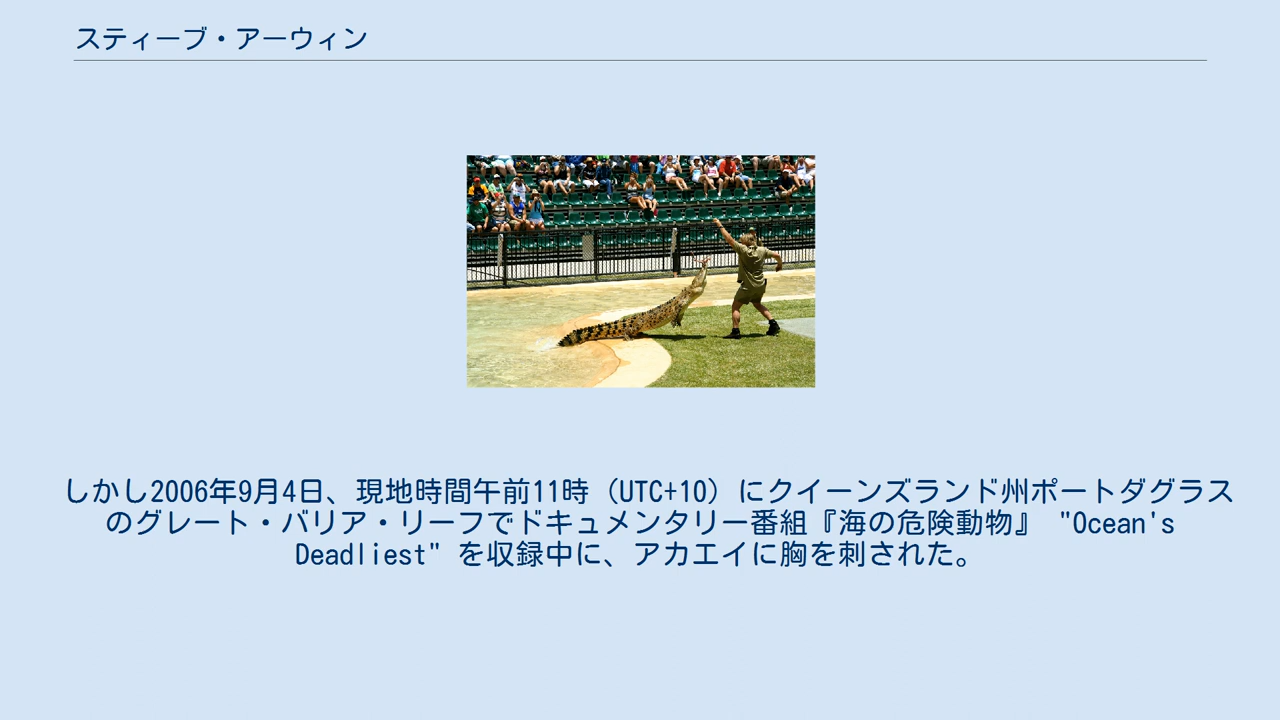 スティーブ・アーウィン
しかし2006年9月4日、現地時間午前11時（UTC+10）にクイーンズランド州ポートダグラス
のグレート・バリア・リーフでドキュメンタリー番組『海の危険動物』 "Ocean's
Deadliest" を収録中に、アカエイに胸を刺された。